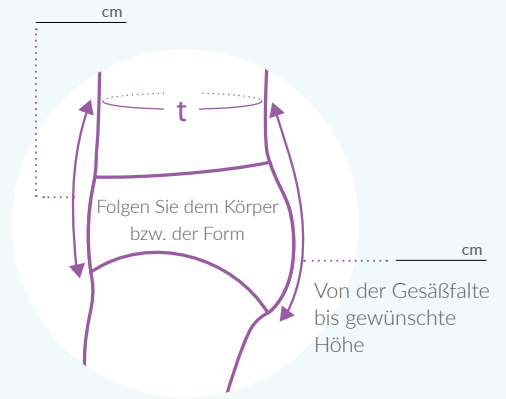 cm
t
Folgen Sie dem Körper
bzw. der Form
cm
Von der Gesäßfalte
bis gewünschte
Höhe